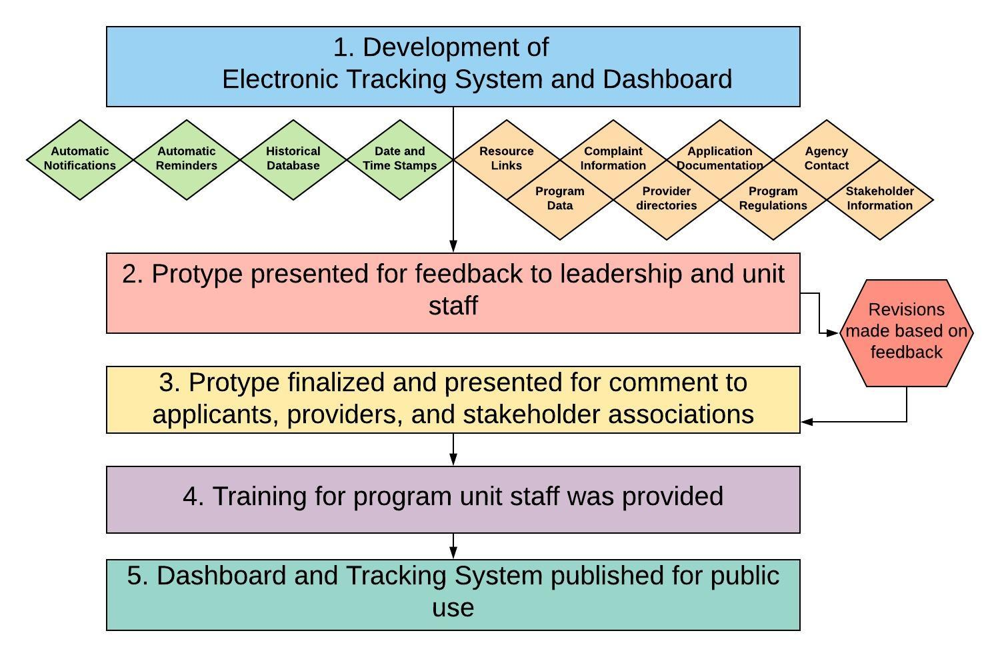 1. Development of
Electronic Tracking System and Dashboard
Automatic
Notifications
Automatic
Reminders
Historical
Database
Date and
Time Stamps
Resource
Links
Complaint
Information
Application
Documentation
Agency
Contact
Program
Data
Provider
directories
Program
Regulations
Stakeholder
Information
2. Protype presented for feedback to leadership and unit
staff
Revisions
made based on
feedback
3. Protype finalized and presented for comment to
applicants, providers, and stakeholder associations
4. Training for program unit staff was provided
5. Dashboard and Tracking System published for public
use